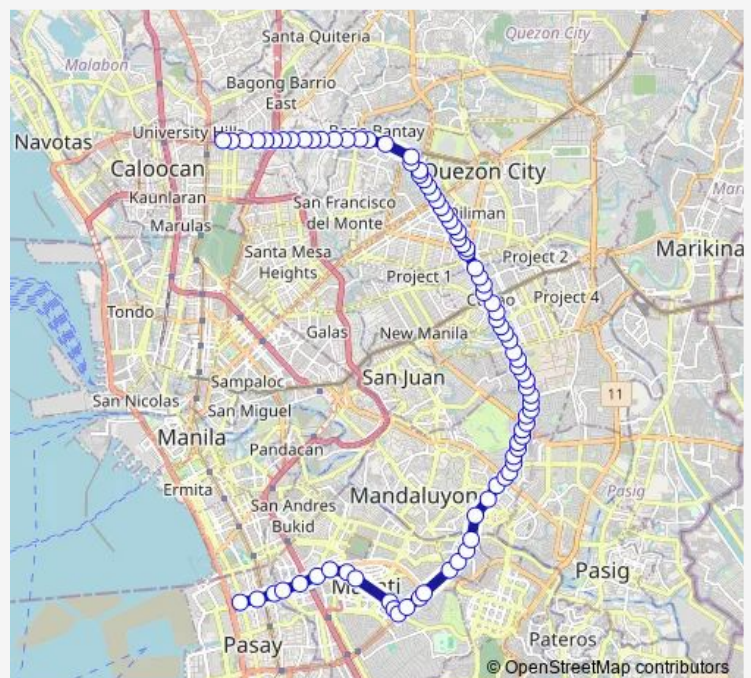 Santa Quiteria
Quezon City
Malabon
Bagong Barrio
East
Navotas
University Hills
Bantay
Caloocan
Quezon City
Kaunlaran
San Francisco
del Monte
Diliman
Marulas
Santa Mesa
Heights
Project 2
Marikina
Project 1
Project 4
Tondo
Galas
New Manila
Sampaloc
San Juan
San Nicolas
11
San Miguel
Manila
Pandacan
Ermita
Mandaluyon
Pasig
San Andres
Bukid
Pasig
Makati
Pasay
Pateros
© OpenStreetMap contributors